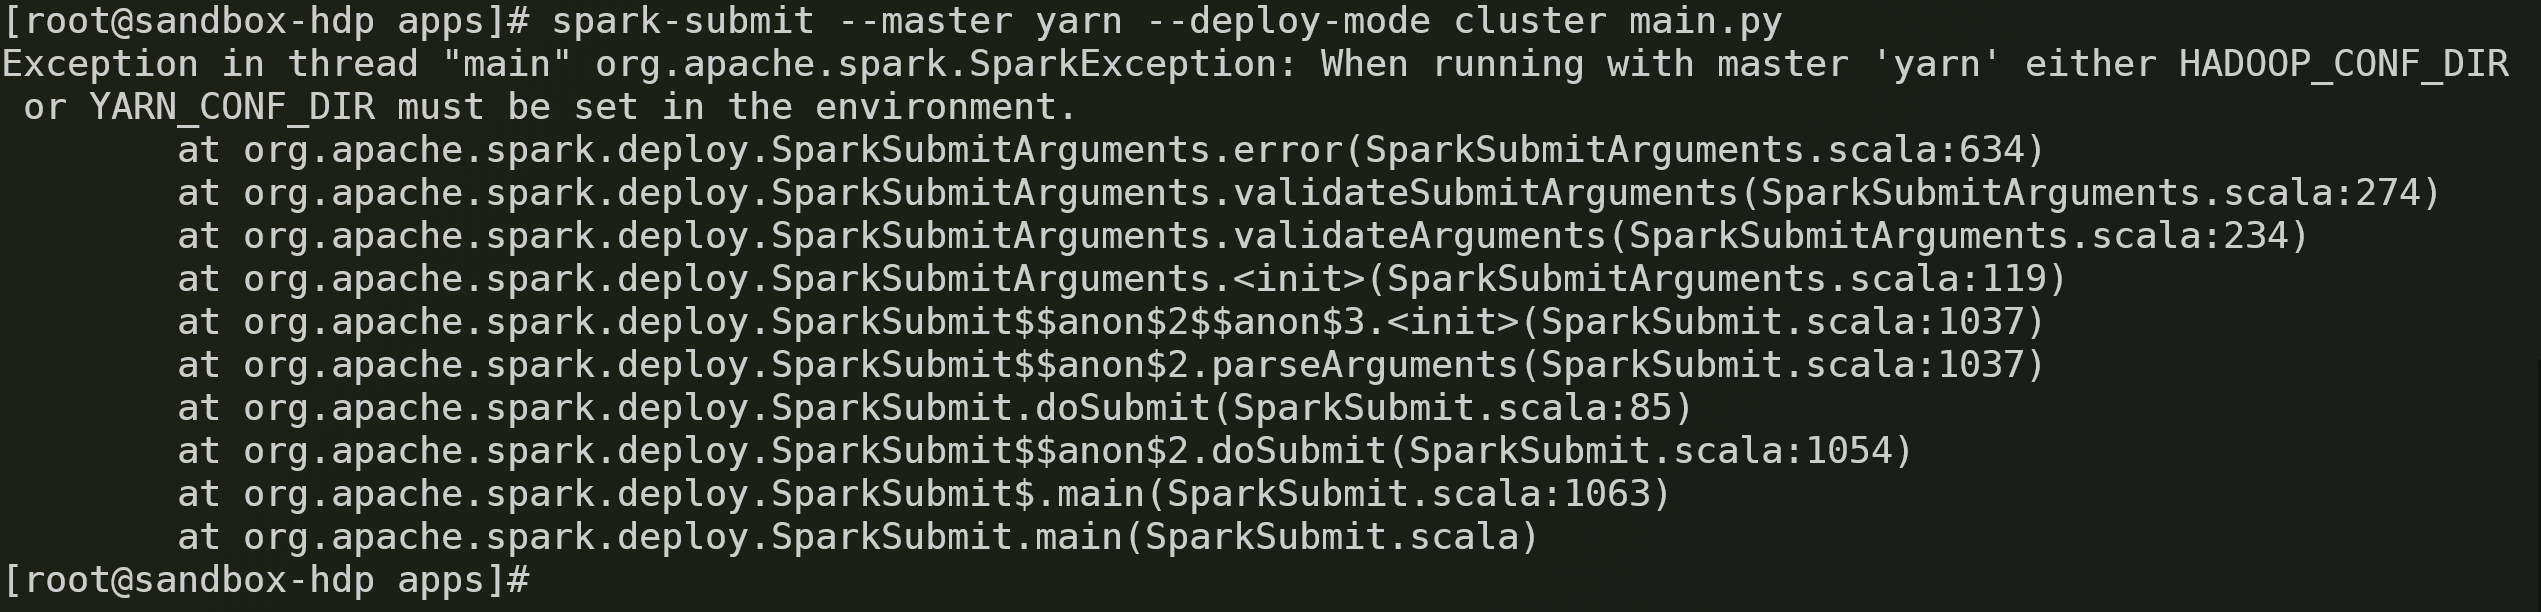 [root@sandbox-hdp apps]# spark-submit --master yarn --deploy-mode cluster main.py
Exception in thread "main" org.apache.spark.SparkException: When running with master 'yarn' either HADOOP_CONF_DIR
 or YARN_CONF_DIR must be set in the environment.
        at org.apache.spark.deploy.SparkSubmitArguments.error(SparkSubmitArguments.scala:634)
        at org.apache.spark.deploy.SparkSubmitArguments.validateSubmitArguments(SparkSubmitArguments.scala:274)
        at org.apache.spark.deploy.SparkSubmitArguments.validateArguments(SparkSubmitArguments.scala:234)
        at org.apache.spark.deploy.SparkSubmitArguments.<init>(SparkSubmitArguments.scala:119)
        at org.apache.spark.deploy.SparkSubmit$$anon$2$$anon$3.<init>(SparkSubmit.scala:1037)
        at org.apache.spark.deploy.SparkSubmit$$anon$2.parseArguments(SparkSubmit.scala:1037)
        at org.apache.spark.deploy.SparkSubmit.doSubmit(SparkSubmit.scala:85)
        at org.apache.spark.deploy.SparkSubmit$$anon$2.doSubmit(SparkSubmit.scala:1054)
        at org.apache.spark.deploy.SparkSubmit$.main(SparkSubmit.scala:1063)
        at org.apache.spark.deploy.SparkSubmit.main(SparkSubmit.scala)
[root@sandbox-hdp apps]#